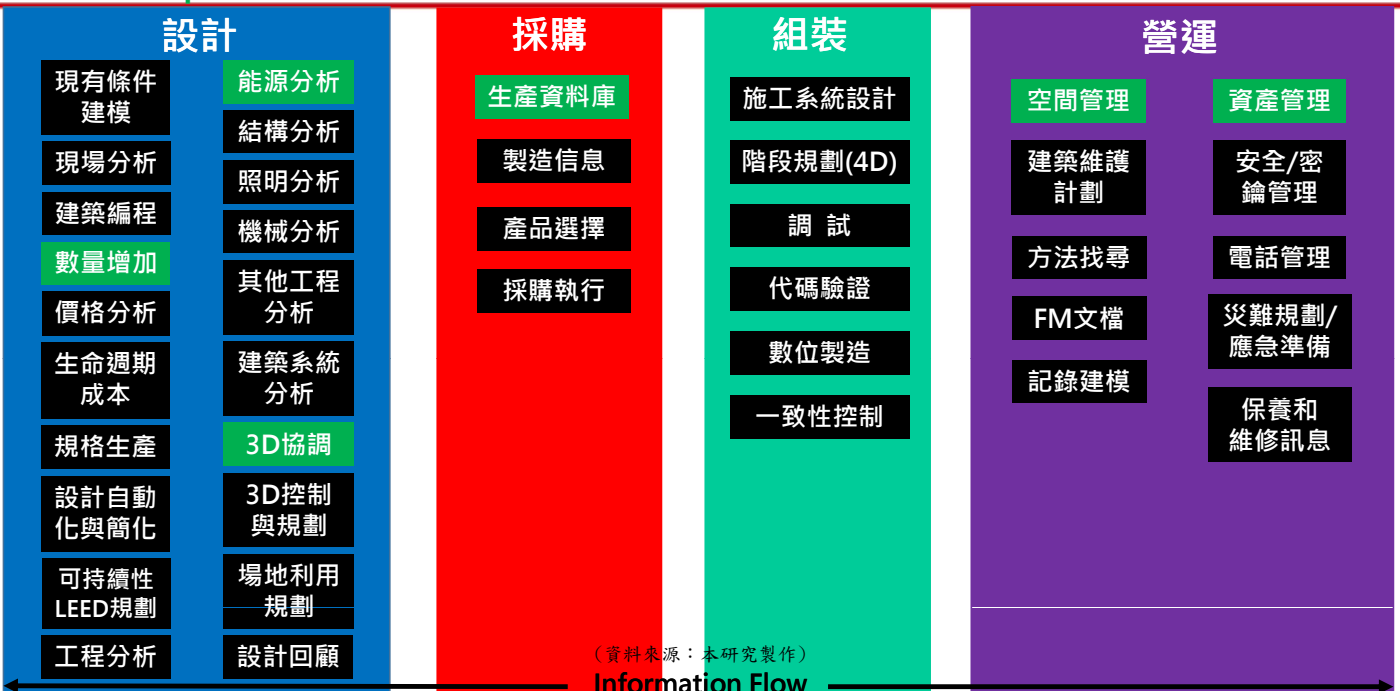 設計
現有條件
建模
現場分析
建築編程
數量增加
價格分析
生命週期
成本
規格生產
設計自動
化與簡化
可持續性
LEED規劃
工程分析
能源分析
結構分析
照明分析
機械分析
其他工程
分析
建築系統
分析
3D協調
3D控制
與規劃
場地利用
規劃
設計回顧
採購
生產資料庫
製造信息
產品選擇
採購執行
組裝
施工系統設計
階段規劃(4D)
調 試
代碼驗證
數位製造
一致性控制
營運
空間管理
建築維護
計劃
方法找尋
FM文檔
記錄建模
資產管理
安全/密
鑰管理
電話管理
災難規劃/
應急準備
保養和
維修訊息
(資料來源：本研究製作)
Information Flow